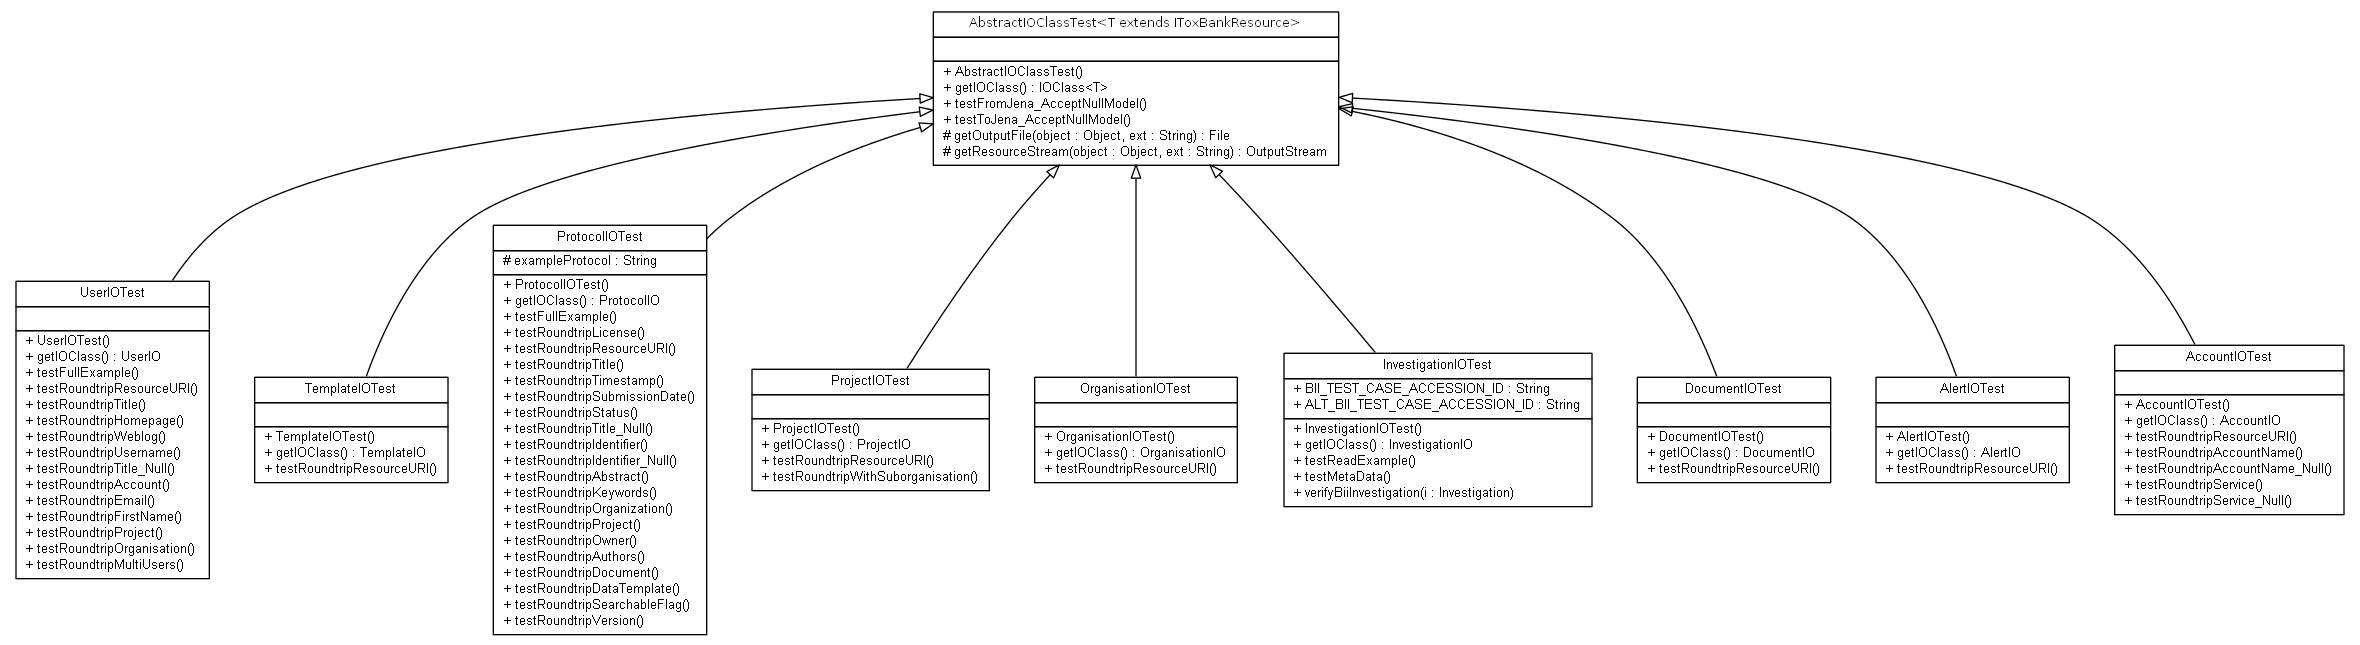 AbstractIOClassTest<T extends IToxBankResource>
+ AbstractIOClassTest()
+ getIOClass() : IOClass<T>
+ testFromJena_AcceptNullModel()
+ testToJena_AcceptNullModel()
# getOutputFile(object : Object, ext : String) : File
# getResourceStream(object : Object, ext : String) : OutputStream
UserIOTest
+ UserIOTest()
+ getIOClass() : UserIO
+ testFullExample()
+ testRoundtripResourceURI()
+ testRoundtripTitle()
+ testRoundtripHomepage()
+ testRoundtripWeblog()
+ testRoundtripUsername()
+ testRoundtripTitle_Null()
+ testRoundtripAccount()
+ testRoundtripEmail()
+ testRoundtripFirstName()
+ testRoundtripProject()
+ testRoundtripOrganisation()
+ testRoundtripMultiUsers()
TemplateIOTest
+ TemplateIOTest()
+ getIOClass() : TemplateIO
+ testRoundtripResourceURI()
ProtocolIOTest
# exampleProtocol : String
+ ProtocolIOTest()
+ getIOClass() : ProtocolIO
+ testFullExample()
+ testRoundtripLicense()
+ testRoundtripResourceURI()
+ testRoundtripTitle()
+ testRoundtripTimestamp()
+ testRoundtripSubmissionDate()
+ testRoundtripStatus()
+ testRoundtripTitle_Null()
+ testRoundtripIdentifier()
+ testRoundtripIdentifier_Null()
+ testRoundtripAbstract()
+ testRoundtripKeywords()
+ testRoundtripOrganization()
+ testRoundtripProject()
+ testRoundtripOwner()
+ testRoundtripAuthors()
+ testRoundtripDocument()
+ testRoundtripDataTemplate()
+ testRoundtripSearchableFlag()
+ testRoundtripVersion()
ProjectIOTest
+ ProjectIOTest()
+ getIOClass() : ProjectIO
+ testRoundtripResourceURI()
+ testRoundtripWithSuborganisation()
OrganisationIOTest
+ OrganisationIOTest()
+ getIOClass() : OrganisationIO
+ testRoundtripResourceURI()
InvestigationIOTest
+ BII_TEST_CASE_ACCESSION_ID : String
+ ALT_BII_TEST_CASE_ACCESSION_ID : String
+ InvestigationIOTest()
+ getIOClass() : InvestigationIO
+ testReadExample()
+ testMetaData()
+ verifyBiiInvestigation(i : Investigation)
DocumentIOTest
+ DocumentIOTest()
+ getIOClass() : DocumentIO
+ testRoundtripResourceURI()
AlertIOTest
+ AlertIOTest()
+ getIOClass() : AlertIO
+ testRoundtripResourceURI()
AccountIOTest
+ AccountIOTest()
+ getIOClass() : AccountIO
+ testRoundtripResourceURI()
+ testRoundtripAccountName()
+ testRoundtripAccountName_Null()
+ testRoundtripService()
+ testRoundtripService_Null()